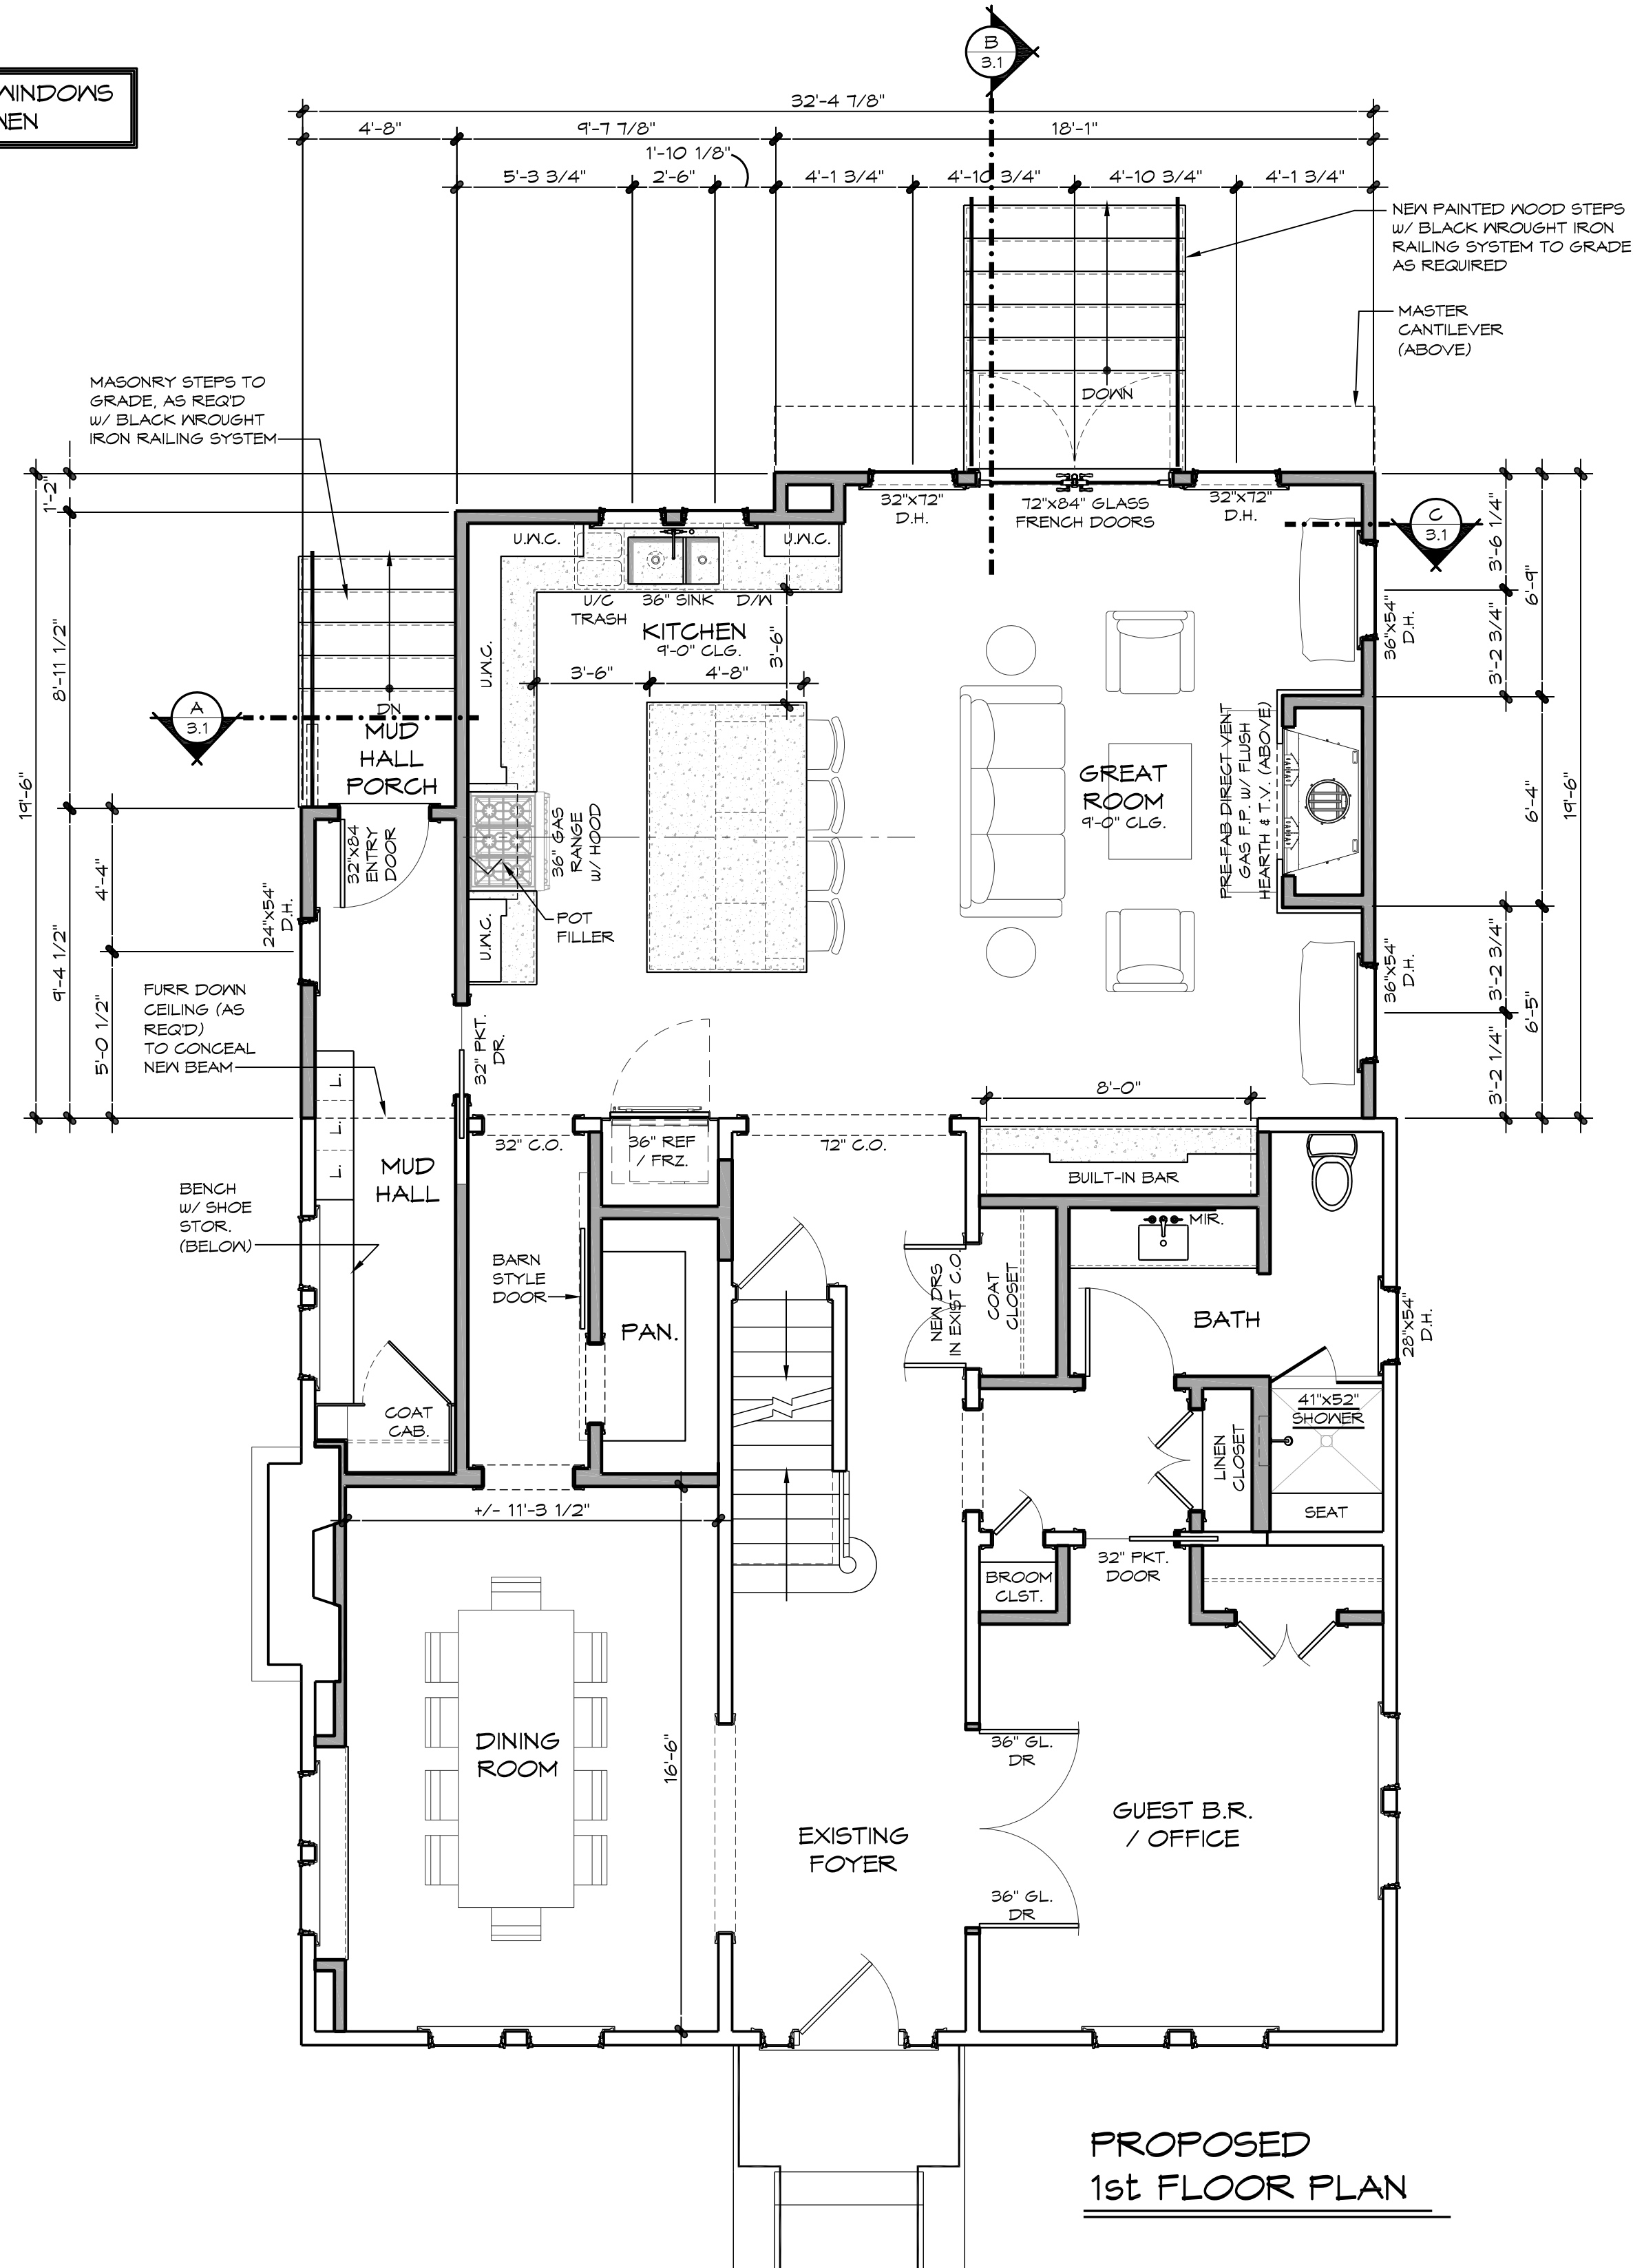 B
3.1
WINDOWS
32'-4 7/8"
4'-8"
9'-7 7/8"
18'-1"
1'-10 1/8"
5'-3 3/4"
2'-6"
4'-1 3/4"
4'-10 3/4"
4'-10 3/4"
4'-1 3/4"
NEW PAINTED WOOD STEPS
w/ BLACK WROUGHT IRON
RAILING SYSTEM TO GRADE
AS REQUIRED
MASTER
CANTILEVER
(ABOVE)
MASONRY STEPS TO
GRADE, AS REQ'D
w/ BLACK WROUGHT
IRON RAILING SYSTEM
DOWN
1'-2"
32"x72"
D.H.
72"x84" GLASS
FRENCH DOORS
32"x72"
D.H.
C
3.1
3'-6 1/4"
6'-9"
U.W.C.
U.W.C.
U/C
TRASH
36" SINK
D/W
KITCHEN
9'-0" CLG.
3'-6"
36"x54"
D.H.
3'-2 3/4"
8'-11 1/2"
U.W.C.
3'-6"
4'-8"
A
3.1
DN
MUD
HALL
PORCH
19'-6"
GREAT
ROOM
9'-0" CLG.
PRE-FAB DIRECT VENT
GAS F.P. w/ FLUSH
HEARTH & T.V. (ABOVE)
6'-4"
19'-6"
32"x84
ENTRY
DOOR
36" GAS
RANGE
w/ HOOD
4'-4"
24"x54"
D.H.
U.W.C.
POT
FILLER
9'-4 1/2"
36"x54"
D.H.
3'-2 3/4"
6'-5"
FURR DOWN
CEILING (AS
REQ'D)
TO CONCEAL
NEW BEAM
5'-0 1/2"
32" PKT.
DR.
3'-2 1/4"
8'-0"
L.I.
L.I.
L.I.
32" C.O.
36" REF
/ FRZ.
72" C.O.
MUD
HALL
BUILT-IN BAR
BENCH
w/ SHOE
STOR.
(BELOW)
MIR.
BARN
STYLE
DOOR
NEW DRS
IN EXIST C.O.
COAT
CLOSET
PAN.
BATH
28"x54"
D.H.
COAT
CAB.
41"x52"
SHOWER
LINEN
CLOSET
SEAT
+/- 11'-3 1/2"
32" PKT.
DOOR
BROOM
CLST.
DINING
ROOM
16'-6"
36" GL.
DR
GUEST B.R.
/ OFFICE
EXISTING
FOYER
36" GL.
DR
PROPOSED
1st FLOOR PLAN